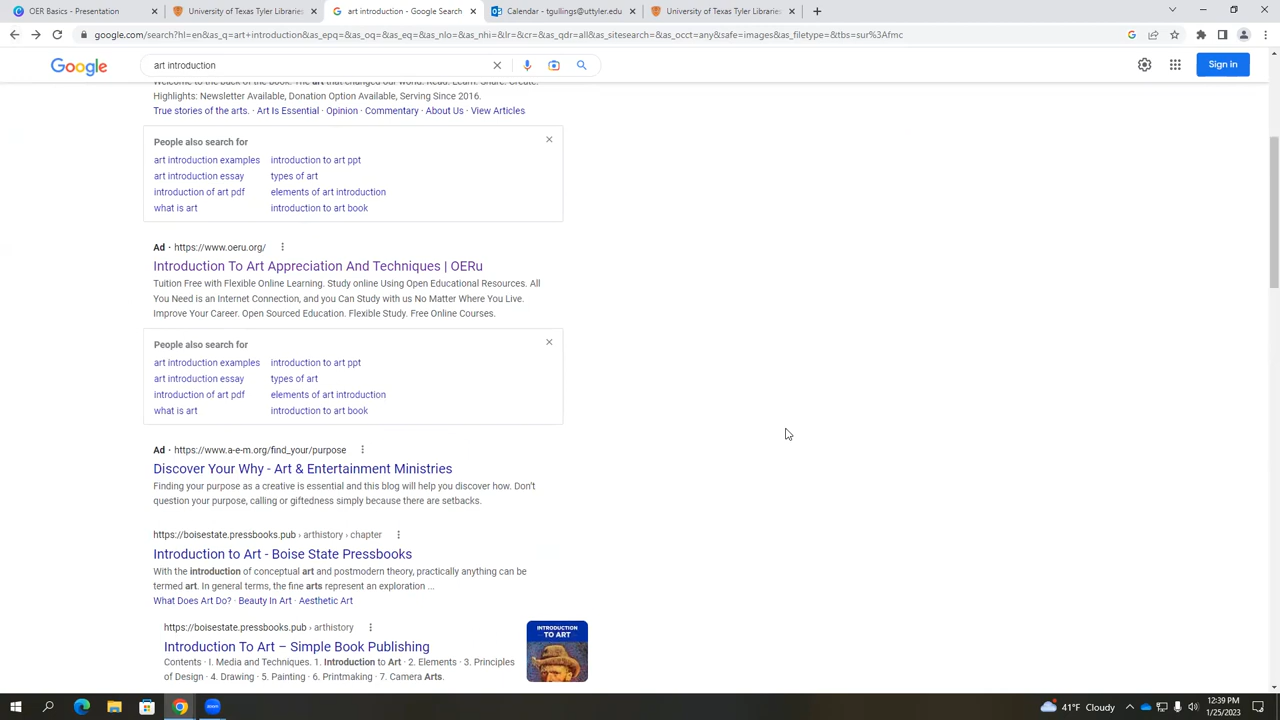 OER Basics - University of Texas
University of Texas Tyler Librarie
art introduction - Google Search
Calendar - tgullings@uttyler.edu
University of Texas Tyler Librarie
google.com/search?hl=en&as_q=art+introduction&as_epq=&as_oq=&as_eq=&as_nlo=&as_nhi=&lr=&cr=&as_qdr=all&as_sitesearch=&as_occt=any&safe=images&as_filetype=&tbs=sur%3Afmc
Google
art introduction
Sign in
Welcome to the back of the book. The art that changed our world. Read. Learn. Share. Create.
Highlights: Newsletter Available, Donation Option Available, Serving Since 2016.
True stories of the arts. · Art Is Essential · Opinion · Commentary · About Us · View Articles
People also search for
art introduction examples introduction to art ppt
art introduction essay types of art
introduction of art pdf elements of art introduction
what is art introduction to art book
Ad · https://www.oeru.org/
Introduction To Art Appreciation And Techniques | OERu
Tuition Free with Flexible Online Learning. Study online Using Open Educational Resources. All
You Need is an Internet Connection, and you Can Study with us No Matter Where You Live.
Improve Your Career. Open Sourced Education. Flexible Study. Free Online Courses.
People also search for
art introduction examples introduction to art ppt
art introduction essay types of art
introduction of art pdf elements of art introduction
what is art introduction to art book
Ad · https://www.a-e-m.org/find_your/purpose
Discover Your Why - Art & Entertainment Ministries
Finding your purpose as a creative is essential and this blog will help you discover how. Don't
question your purpose, calling or giftedness simply because there are setbacks.
https://boisestate.pressbooks.pub › arthistory › chapter
Introduction to Art - Boise State Pressbooks
With the introduction of conceptual art and postmodern theory, practically anything can be
termed art. In general terms, the fine arts represent an exploration ...
What Does Art Do? · Beauty In Art · Aesthetic Art
https://boisestate.pressbooks.pub › arthistory
Introduction To Art – Simple Book Publishing
Contents · I. Media and Techniques. 1. Introduction to Art · 2. Elements · 3. Principles
of Design · 4. Drawing · 5. Painting · 6. Printmaking · 7. Camera Arts.
INTRODUCTION
TO ART
zoom
41°F Cloudy
12:39 PM
1/25/2023